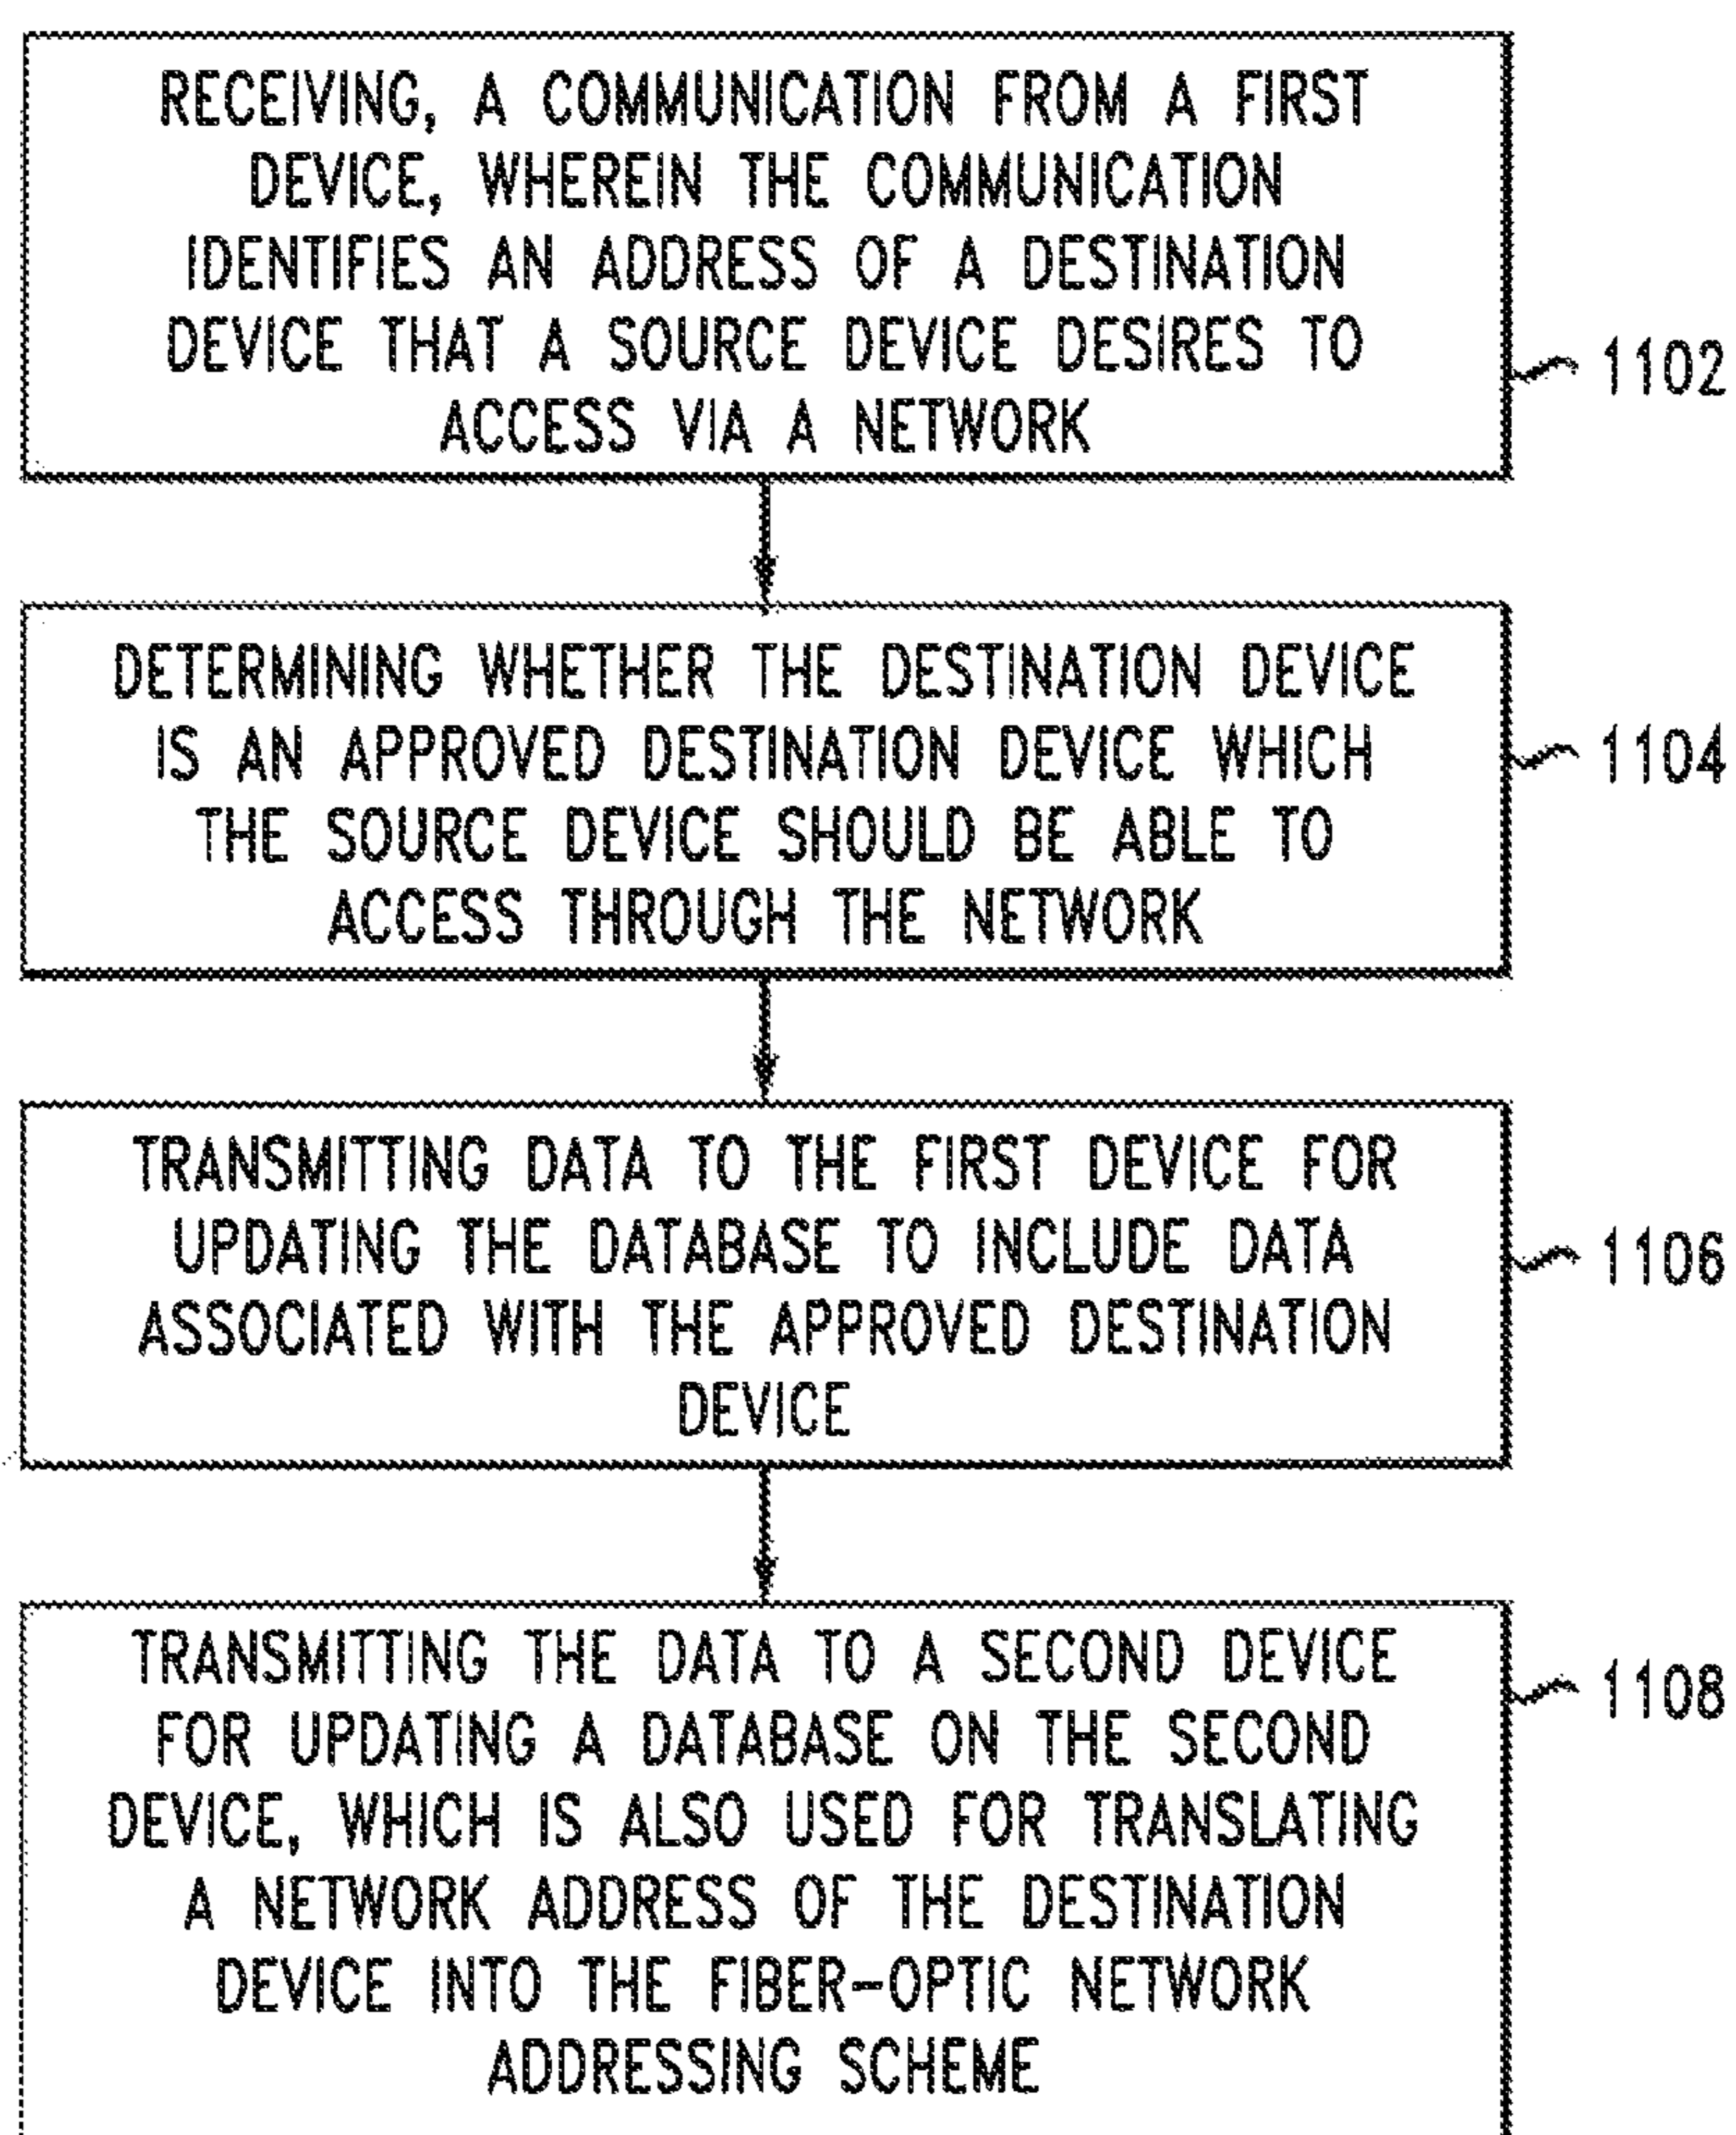 RECEIVING, A COMMUNICATION FROM A FIRST
DEVICE, WHEREIN THE COMMUNICATION
IDENTIFIES AN ADDRESS OF A DESTINATION
DEVICE THAT A SOURCE DEVICE DESIRES TO
ACCESS VIA A NETWORK
1102
DETERMINING WHETHER THE DESTINATION DEVICE
IS AN APPROVED DESTINATION DEVICE WHICH
THE SOURCE DEVICE SHOULD BE ABLE TO
ACCESS THROUGH THE NETWORK
1104
TRANSMITTING DATA TO THE FIRST DEVICE FOR
UPDATING THE DATABASE TO INCLUDE DATA
ASSOCIATED WITH THE APPROVED DESTINATION
DEVICE
1106
TRANSMITTING THE DATA TO A SECOND DEVICE
FOR UPDATING A DATABASE ON THE SECOND
DEVICE, WHICH IS ALSO USED FOR TRANSLATING
A NETWORK ADDRESS OF THE DESTINATION
DEVICE INTO THE FIBER-OPTIC NETWORK
ADDRESSING SCHEME
1108